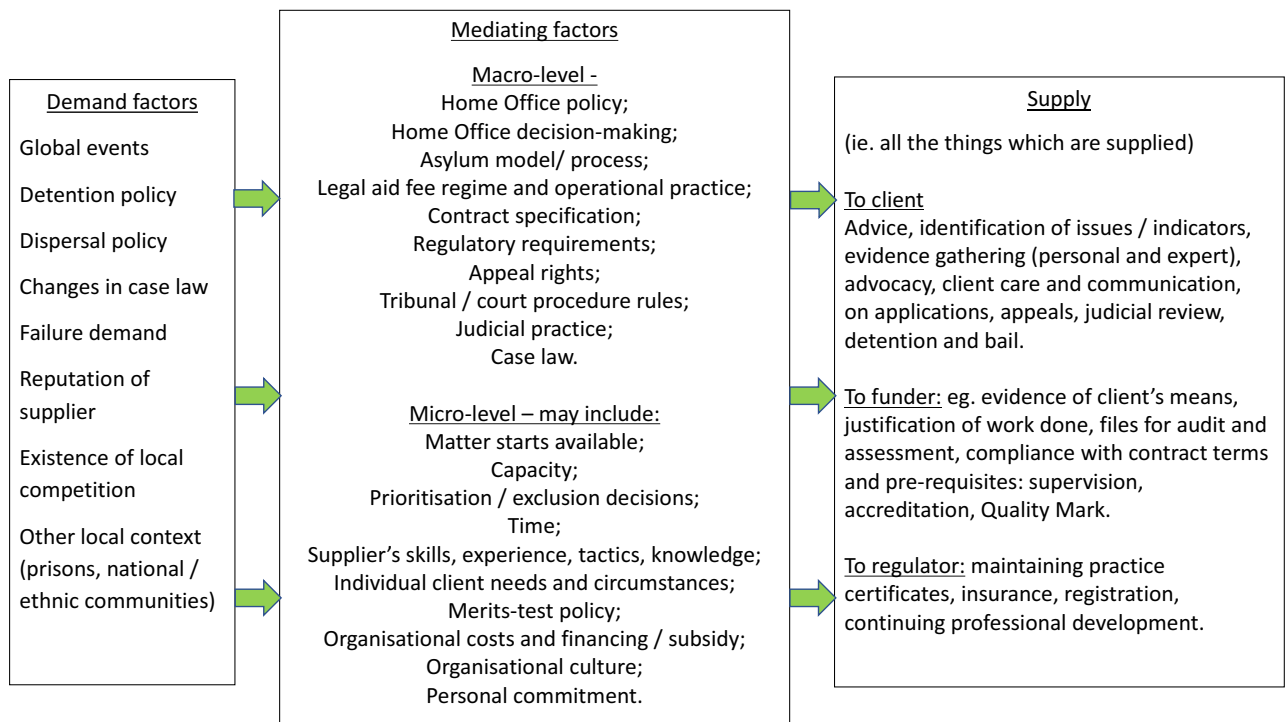 Demand factors
Global events
Detention policy
Dispersal policy
Changes in case law
Failure demand
Reputation of
supplier
Existence of local
competition
Other local context
(prisons, national /
ethnic communities)
Mediating factors
Macro-level -
Home Office policy;
Home Office decision-making;
Asylum model/ process;
Legal aid fee regime and operational practice;
Contract specification;
Regulatory requirements;
Appeal rights;
Tribunal / court procedure rules;
Judicial practice;
Case law.
Micro-level – may include:
Matter starts available;
Capacity;
Prioritisation / exclusion decisions;
Time;
Supplier’s skills, experience, tactics, knowledge;
Individual client needs and circumstances;
Merits-test policy;
Organisational costs and financing / subsidy;
Organisational culture;
Personal commitment.
Supply
(ie. all the things which are supplied)
To client
Advice, identification of issues / indicators,
evidence gathering (personal and expert),
advocacy, client care and communication,
on applications, appeals, judicial review,
detention and bail.
To funder: eg. evidence of client’s means,
justification of work done, files for audit and
assessment, compliance with contract terms
and pre-requisites: supervision,
accreditation, Quality Mark.
To regulator: maintaining practice
certificates, insurance, registration,
continuing professional development.